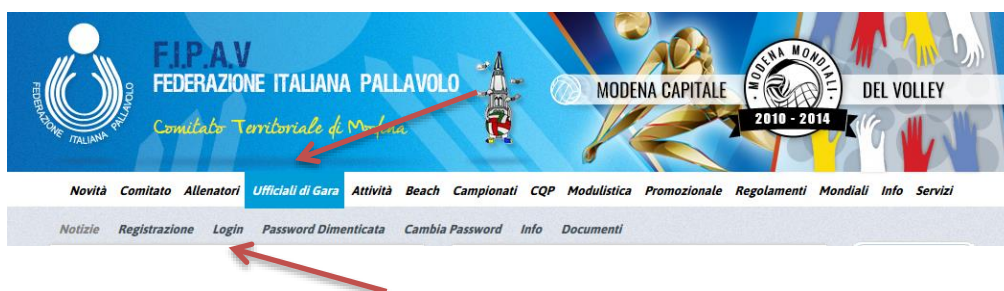 F.I.P.A.V
FEDERAZIONE ITALIANA PALLAVOLO
Comitato Territoriale di Modena
FEDERAZIONE ITALIANA PALLAVOLO
MODENA CAPITALE
MODENA MONDIALI
2010 - 2014
DEL VOLLEY
Novità Comitato Allenatori Ufficiali di Gara Attività Beach Campionati CQP Modulistica Promozionale Regolamenti Mondiali Info Servizi
Notizie Registrazione Login Password Dimenticata Cambia Password Info Documenti